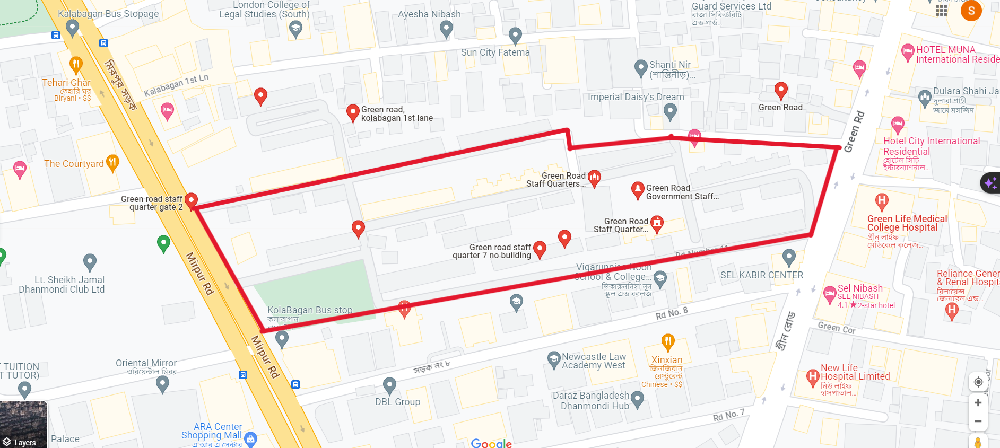 Kalabagan Bus Stopage
London College of
Legal Studies (South)
Ayesha Nibash
Guard Services Ltd
রাজা সিকিউরিটি
এন্ড গার্ড...
S
Sun City Fatema
HOTEL MUNA
International Reside
Shanti Nir
(শান্তিনীড়)...
মিরপুর সড়ক
Tehari Ghar
তেহারি ঘর
Biryani • $$
Kalabagan 1st Ln
Imperial Daisy's Dream
Green Road
Dulara Shahi Ja
দুলারা শাহী
জামে মসজিদ
Green road,
kolabagan 1st lane
Green Rd
Hotel City International
Residential
হোটেল সিটি
ইন্টারন্যাশনাল...
The Courtyard
Green Road
Staff Quarters...
Green Road
Government Staff...
Green road staff
quarter gate 2
Green Road
Staff Quarter...
Green Life Medical
College Hospital
গ্রীন লাইফ
মেডিকেল কলেজ...
Green road staff
quarter 7 no building
Rd Number 11
Mirpur Rd
Viqarunnisa Noon
School & College...
ভিকারুননিসা নূন
স্কুল এন্ড কলেজ
SEL KABIR CENTER
Lt. Sheikh Jamal
Dhanmondi Club Ltd
Reliance Gener
& Renal Hospit
রিলায়েন্স
জেনারেল এন্ড...
Sel Nibash
SEL NIBASH
4.1 ★ 2-star hotel
KolaBagan Bus stop
কলাবাগান
Rd No. 8
গ্রীন রোড
Green Cor
Mirpur Rd
TUITION
T TUTOR)
Oriental Mirror
ওরিয়েন্টাল মিরর
সড়ক নং ৮
Newcastle Law
Academy West
Xinxian
জিনজিয়ান
রেস্টুরেন্ট
Chinese • $$
New Life
Hospital Limited
নিউ লাইফ
হাসপাতাল...
DBL Group
Daraz Bangladesh
Dhanmondi Hub
Rd No. 7
ARA Center
Shopping Mall
এ আর এ সেন্টার
Palace
Layers
Google